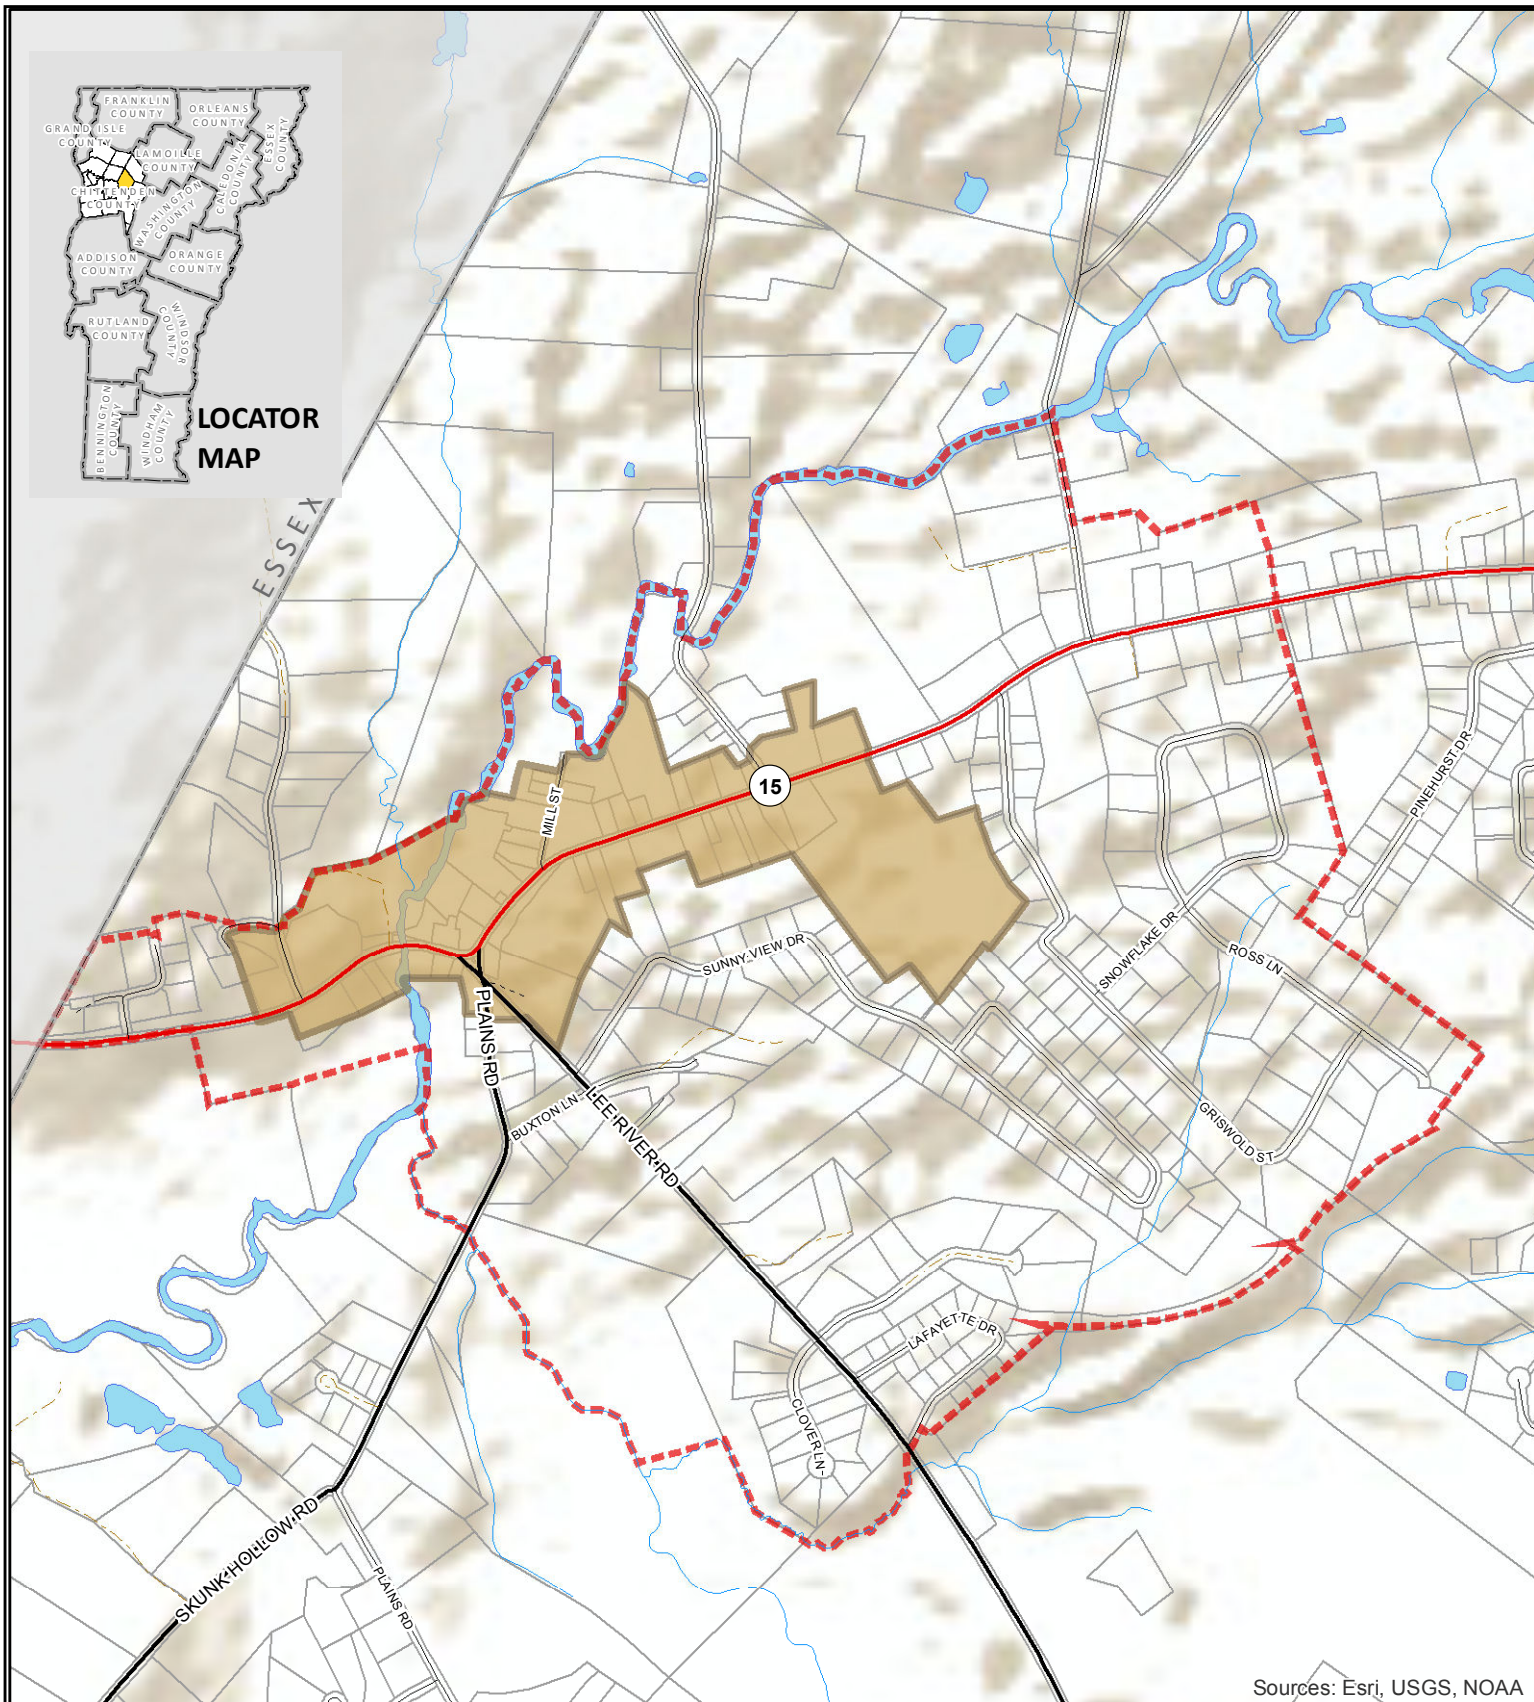 FRANKLIN
COUNTY
ORLEANS
COUNTY
ESSEX
COUNTY
GRAND ISLE
COUNTY
LAMOILLE
COUNTY
CALEDONIA
COUNTY
CHITTENDEN
COUNTY
WASHINGTON
COUNTY
ADDISON
COUNTY
ORANGE
COUNTY
RUTLAND
COUNTY
WINDSOR
COUNTY
BENNINGTON
COUNTY
WINDHAM
COUNTY
LOCATOR
MAP
ESSEX
MILL ST
15
PINEHURST DR
SUNNY VIEW DR
SNOWFLAKE DR
ROSS LN
PLAINS RD
BUXTON LN
LEE RIVER RD
GRISWOLD ST
LAFAYETTE DR
CLOVER LN
SKUNK HOLLOW RD
PLAINS RD
Sources: Esri, USGS, NOAA